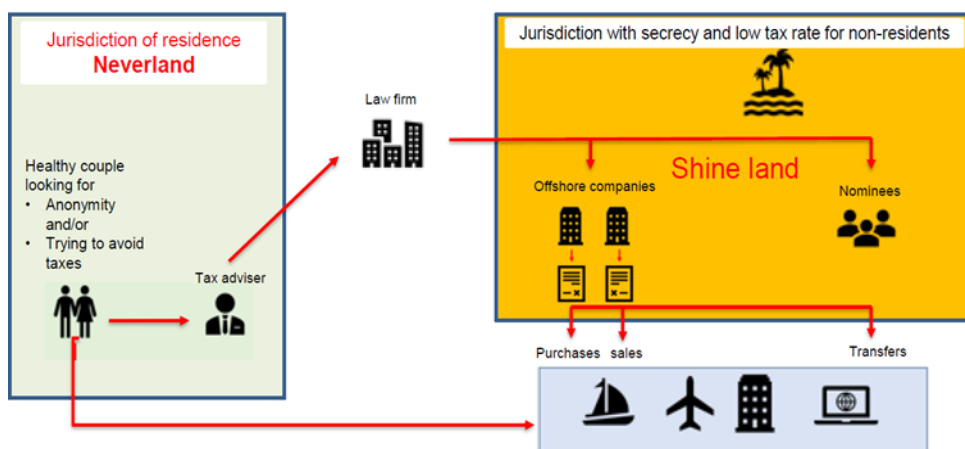 Jurisdiction of residence
Neverland
Jurisdiction with secrecy and low tax rate for non-residents
Law firm
Healthy couple
looking for
• Anonymity
and/or
• Trying to avoid
taxes
Tax adviser
Shine land
Offshore companies
Nominees
Purchases sales
Transfers